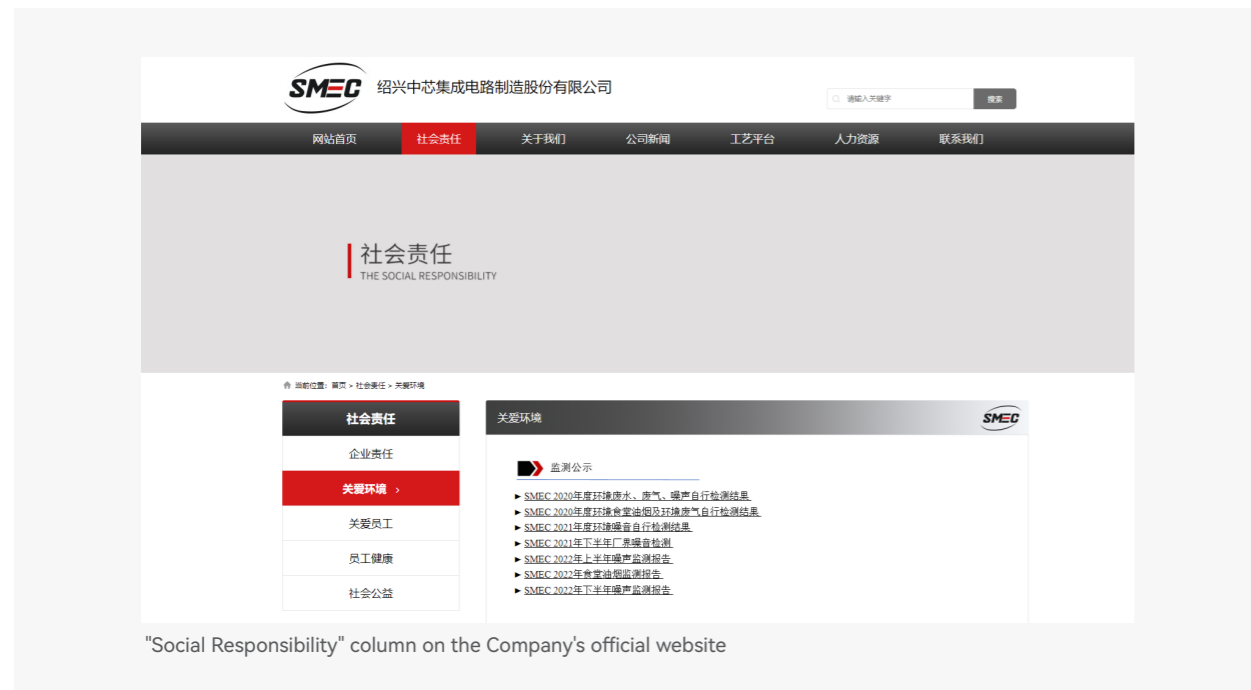 SMEC 绍兴中芯集成电路制造股份有限公司
请输入关键字 搜索
网站首页 社会责任 关于我们 公司新闻 工艺平台 人力资源 联系我们
社会责任
THE SOCIAL RESPONSIBILITY
当前位置：首页 > 社会责任 > 关爱环境
社会责任
企业责任
关爱环境 ›
关爱员工
员工健康
社会公益
关爱环境 SMEC
监测公示
► SMEC 2020年度环境废水、废气、噪声自行检测结果
► SMEC 2020年度环境食堂油烟及环境废气自行检测结果
► SMEC 2021年度环境噪音自行检测结果
► SMEC 2021年下半年厂界噪音检测
► SMEC 2022年上半年噪声监测报告
► SMEC 2022年食堂油烟监测报告
► SMEC 2022年下半年噪声监测报告
"Social Responsibility" column on the Company's official website